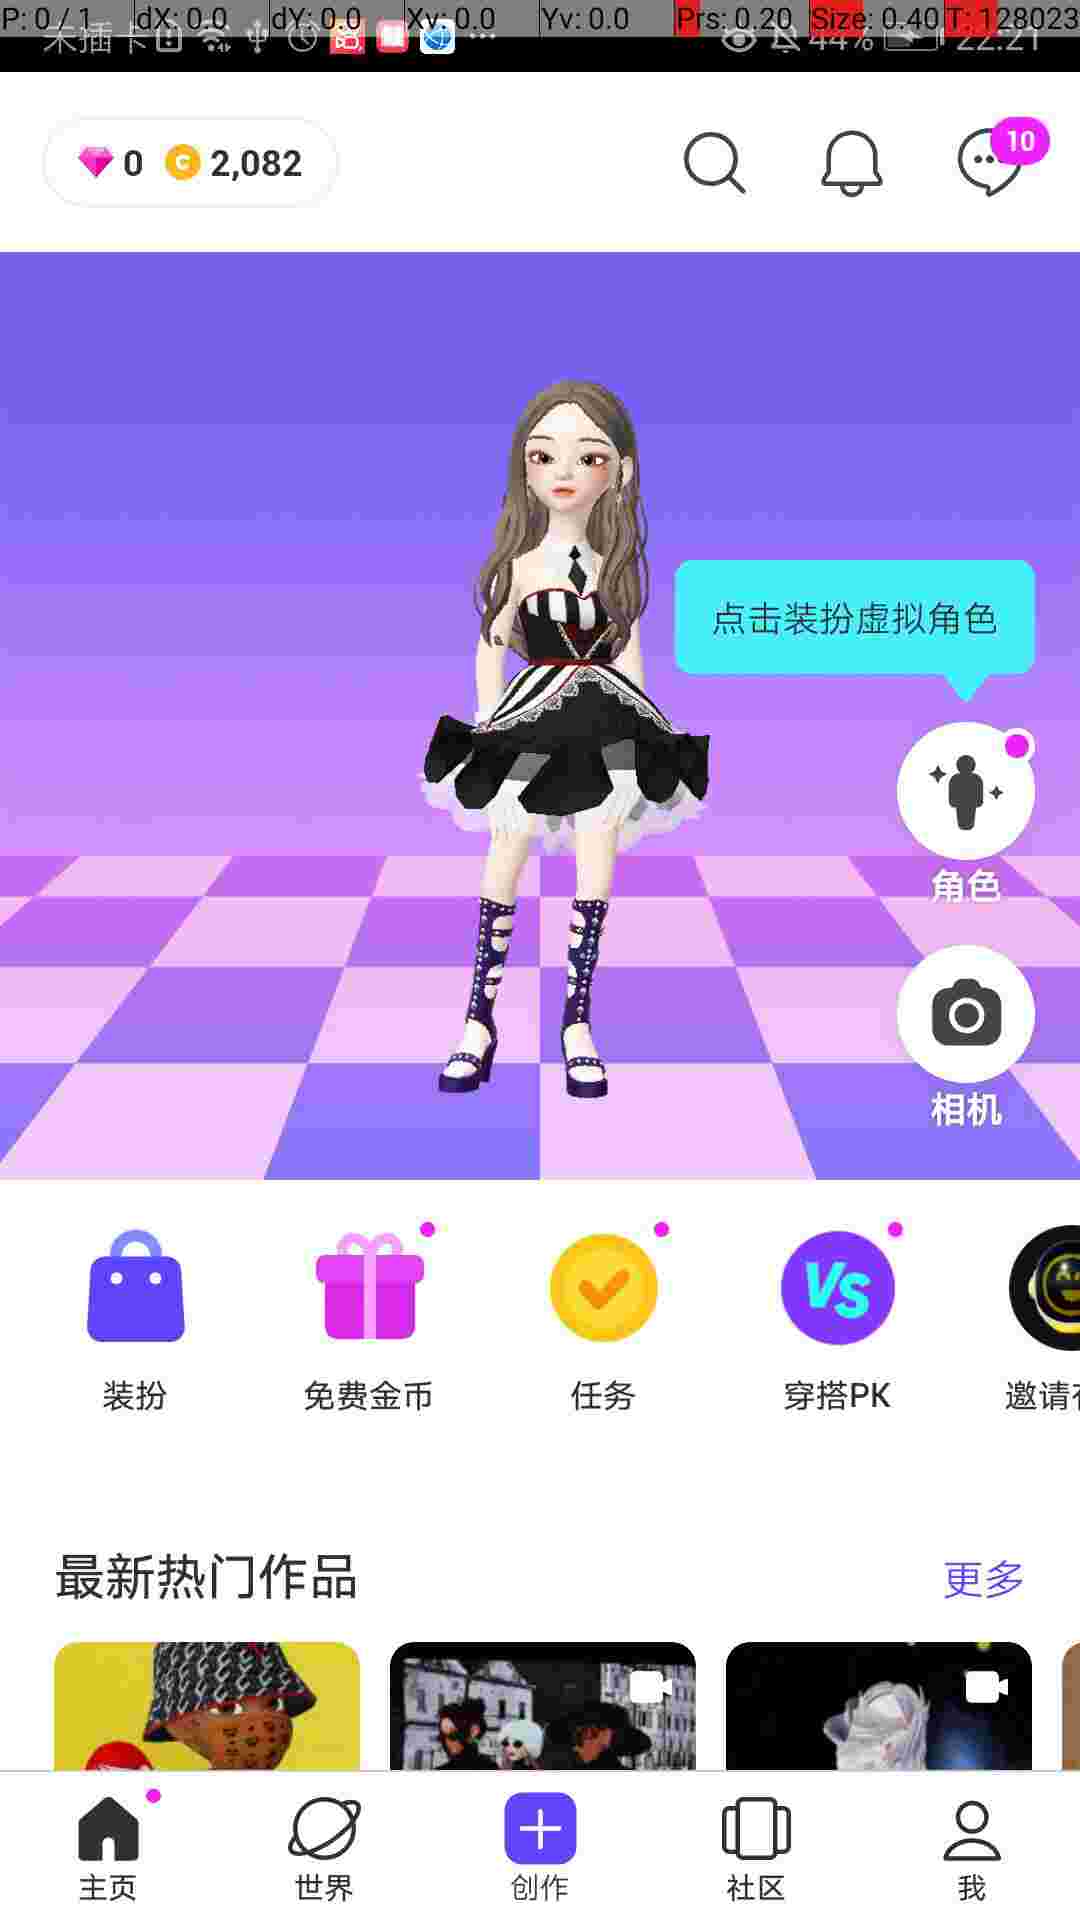 P: 0 / 1 dX: 0.0 dY: 0.0 Xv: 0.0 Yv: 0.0 Prs: 0.20 Size: 0.40 T: 128023
未插卡 44% 22:21
0 2,082 10
点击装扮虚拟角色
角色
相机
装扮 免费金币 任务 穿搭PK 邀请
最新热门作品 更多
主页 世界 创作 社区 我